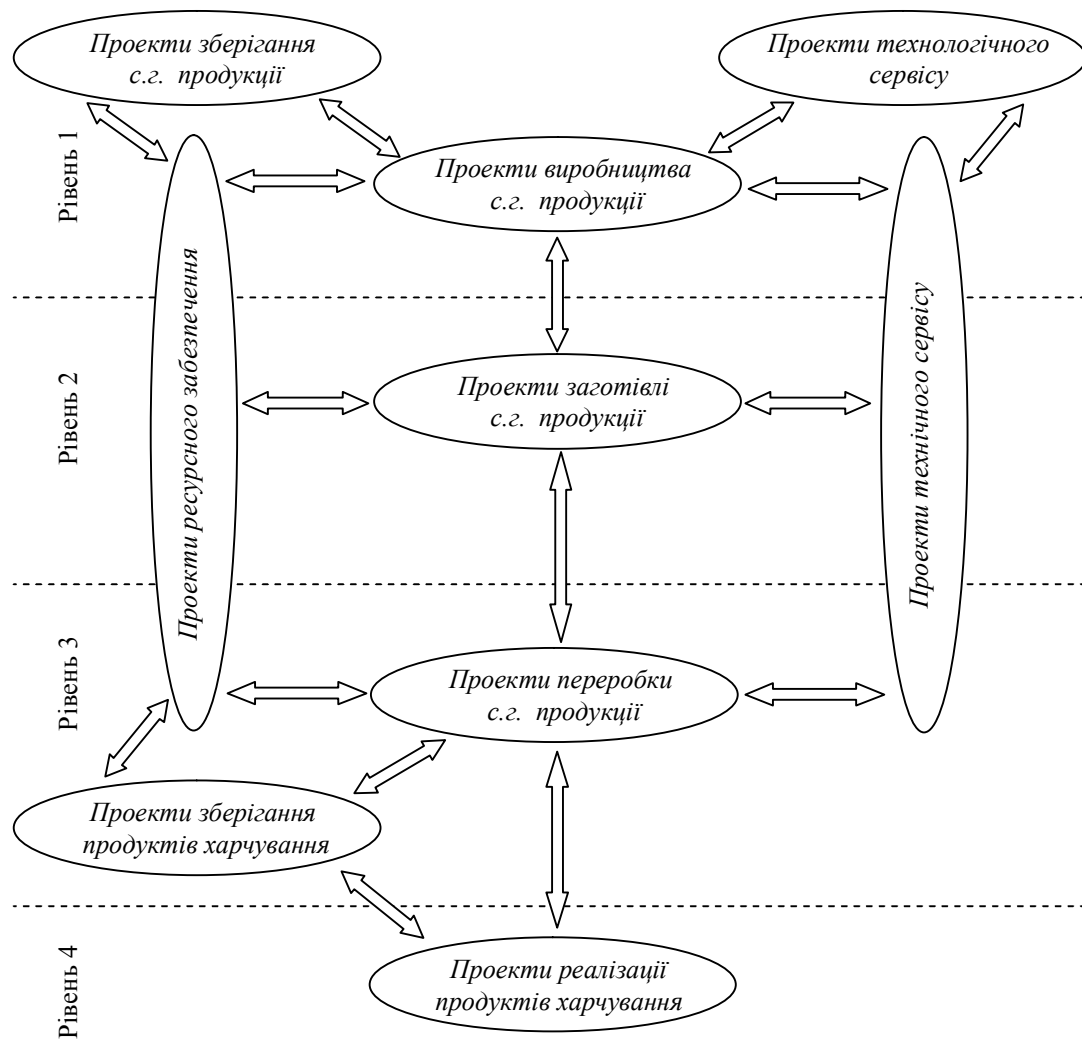 Проекти зберігання
с.г. продукції
Проекти технологічного
сервісу
Рівень 1
Проекти виробництва
с.г. продукції
Проекти ресурсного забезпечення
Проекти технічного сервісу
Рівень 2
Проекти заготівлі
с.г. продукції
Рівень 3
Проекти переробки
с.г. продукції
Проекти зберігання
продуктів харчування
Рівень 4
Проекти реалізації
продуктів харчування